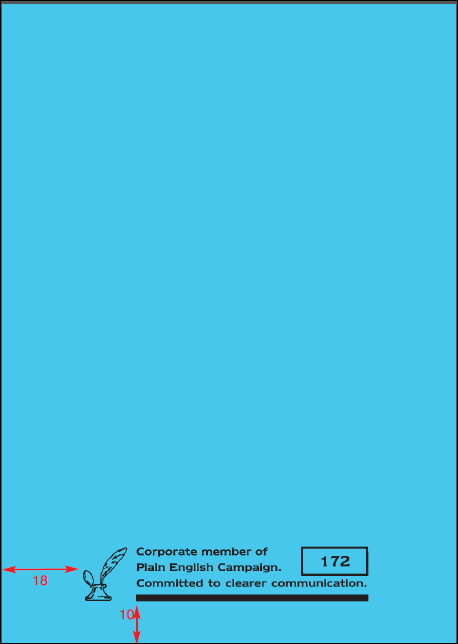 Corporate member of
Plain English Campaign.
172
Committed to clearer communication.
18
10